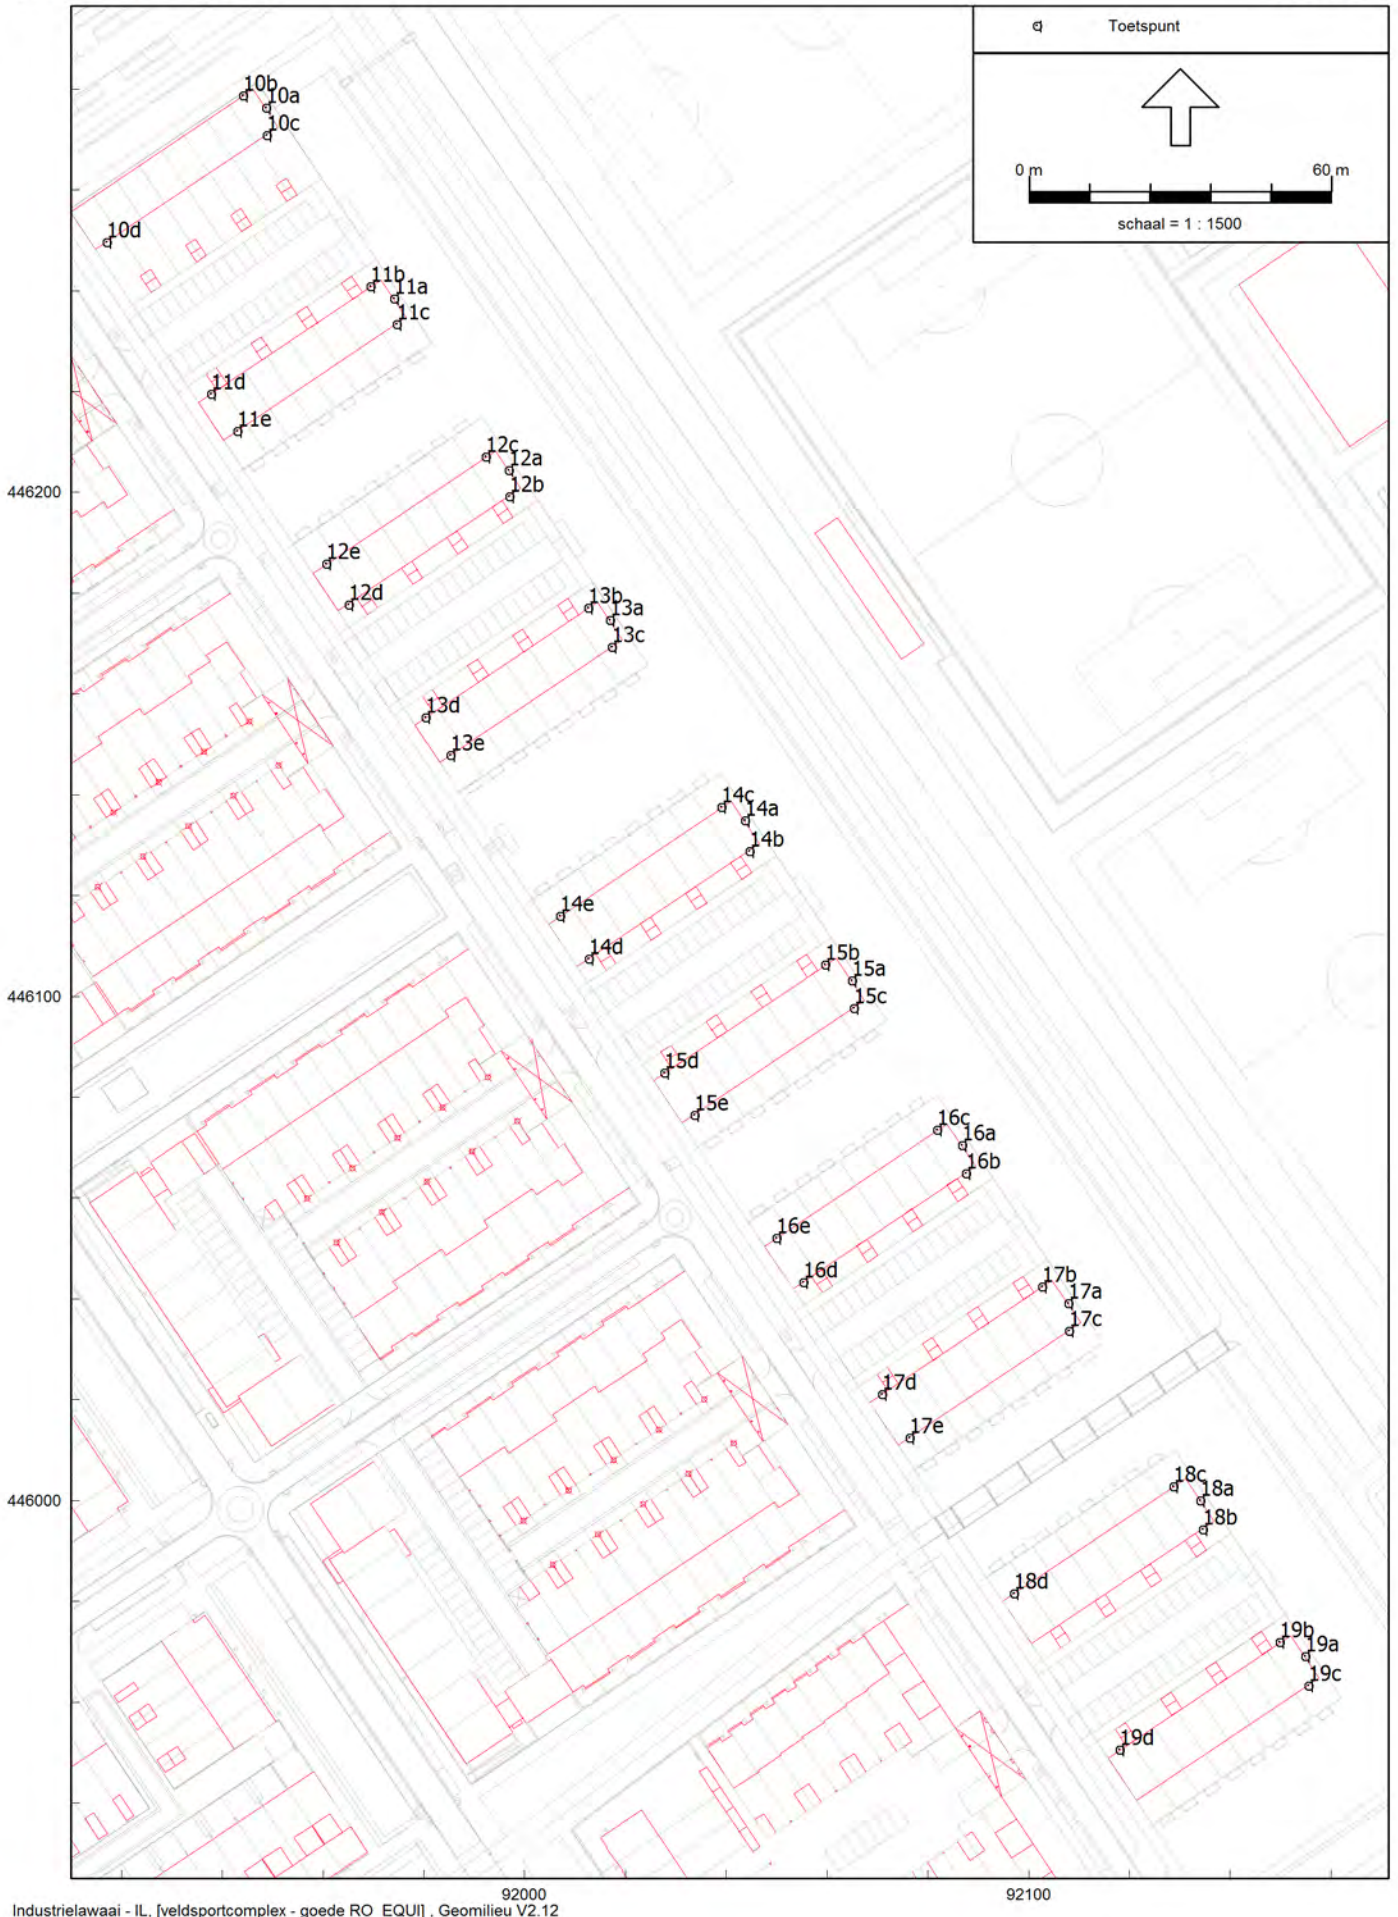 Toetspunt
0 m 60 m
schaal = 1 : 1500
10b
10a
10c
10d
11b
11a
11c
11d
11e
12c
12a
12b
12e
12d
446200
13b
13a
13c
13d
13e
14c
14a
14b
14e
14d
15b
15a
15c
446100
15d
15e
16c
16a
16b
16e
16d
17b
17a
17c
17d
17e
18c
18a
18b
446000
18d
19b
19a
19c
19d
92000 92100
Industrielawaai - IL, [veldsportcomplex - goede RO EQUI] , Geomilieu V2.12